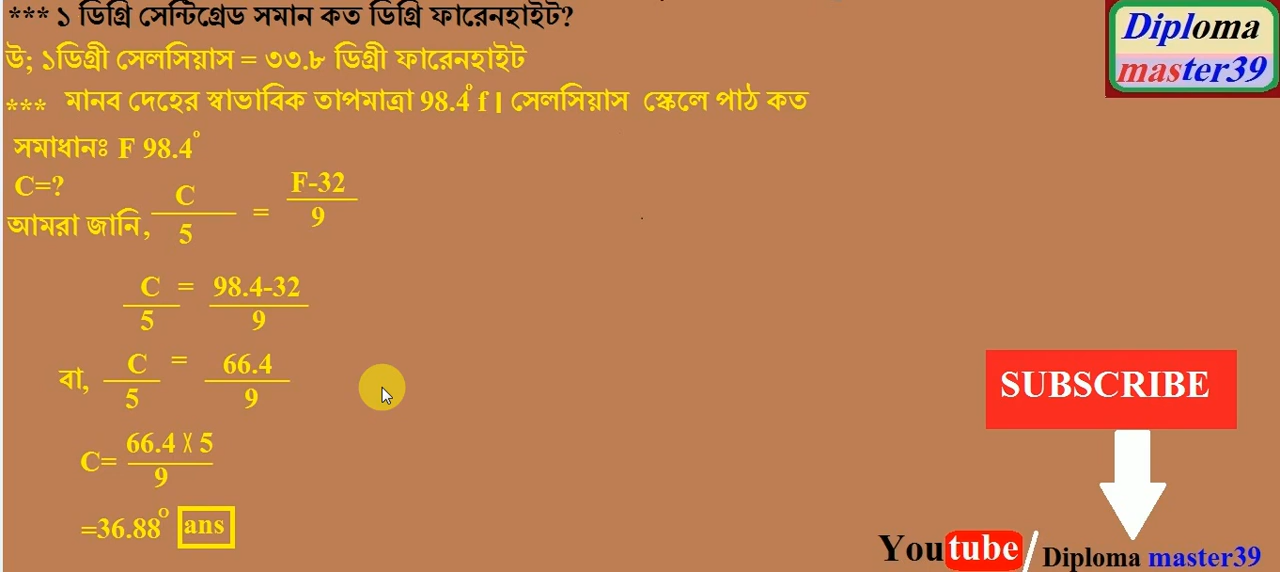 *** ১ ডিগ্রি সেন্টিগ্রেড সমান কত ডিগ্রি ফারেনহাইট?
উ; ১ডিগ্রী সেলসিয়াস = ৩৩.৮ ডিগ্রী ফারেনহাইট
*** মানব দেহের স্বাভাবিক তাপমাত্রা 98.4° f । সেলসিয়াস স্কেলে পাঠ কত
সমাধানঃ F 98.4°
C=?
আমরা জানি, C/5 = F-32/9
C/5 = 98.4-32/9
বা, C/5 = 66.4/9
C= 66.4 X 5/9
=36.88° ans
Diploma
master39
SUBSCRIBE
Youtube/Diploma master39